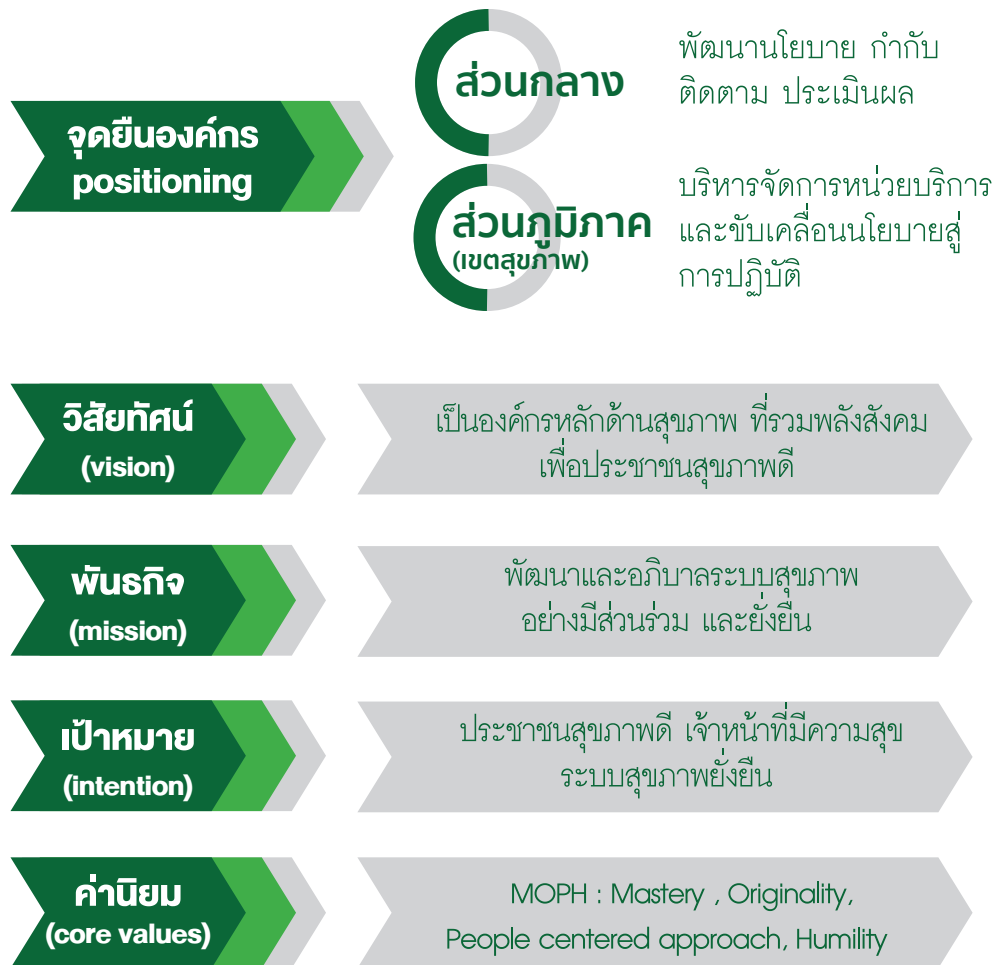 จุดยืนองค์กร
positioning
ส่วนกลาง
พัฒนานโยบาย กำกับ
ติดตาม ประเมินผล
ส่วนภูมิภาค
(เขตสุขภาพ)
บริหารจัดการหน่วยบริการ
และขับเคลื่อนนโยบายสู่
การปฏิบัติ
วิสัยทัศน์
(vision)
เป็นองค์กรหลักด้านสุขภาพ ที่รวมพลังสังคม
เพื่อประชาชนสุขภาพดี
พันธกิจ
(mission)
พัฒนาและอภิบาลระบบสุขภาพ
อย่างมีส่วนร่วม และยั่งยืน
เป้าหมาย
(intention)
ประชาชนสุขภาพดี เจ้าหน้าที่มีความสุข
ระบบสุขภาพยั่งยืน
ค่านิยม
(core values)
MOPH : Mastery , Originality,
People centered approach, Humility